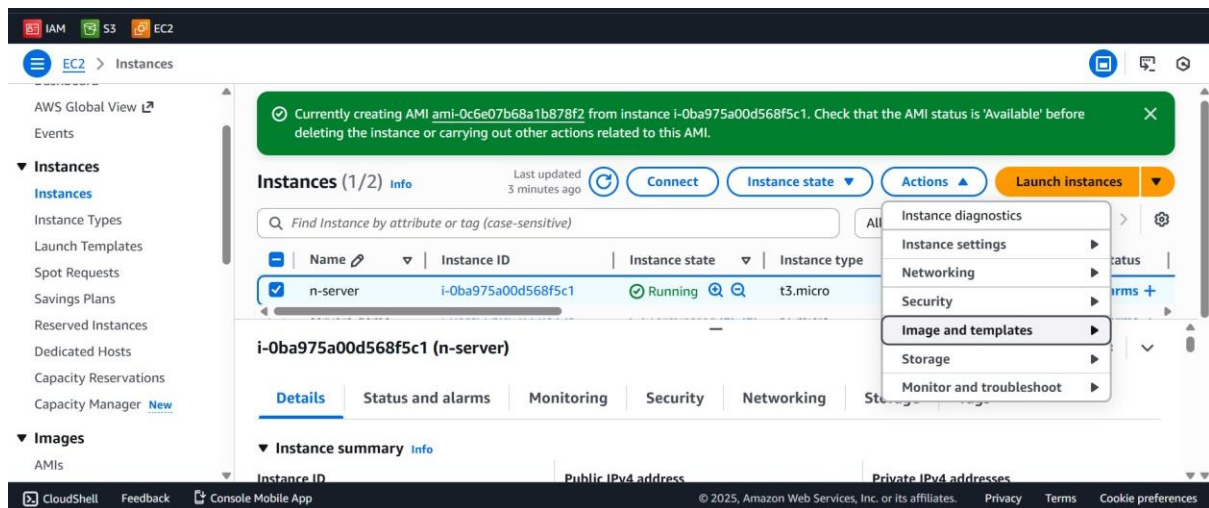 IAM S3 EC2
EC2 > Instances
AWS Global View
Events
Instances
Instances
Instance Types
Launch Templates
Spot Requests
Savings Plans
Reserved Instances
Dedicated Hosts
Capacity Reservations
Capacity Manager New
Images
AMIs
Currently creating AMI ami-0c6e07b68a1b878f2 from instance i-0ba975a00d568f5c1. Check that the AMI status is 'Available' before
deleting the instance or carrying out other actions related to this AMI.
Instances (1/2) Info
Last updated
3 minutes ago
Connect
Instance state
Actions
Launch instances
Find Instance by attribute or tag (case-sensitive)
All
Name Instance ID Instance state Instance type
n-server i-0ba975a00d568f5c1 Running t3.micro
Instance diagnostics
Instance settings
Networking
Security
Image and templates
Storage
Monitor and troubleshoot
i-0ba975a00d568f5c1 (n-server)
Details Status and alarms Monitoring Security Networking
Instance summary Info
Instance ID Public IPv4 address Private IPv4 addresses
CloudShell Feedback Console Mobile App © 2025, Amazon Web Services, Inc. or its affiliates. Privacy Terms Cookie preferences